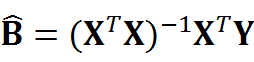 B̂ = (XᵀX)⁻¹XᵀY